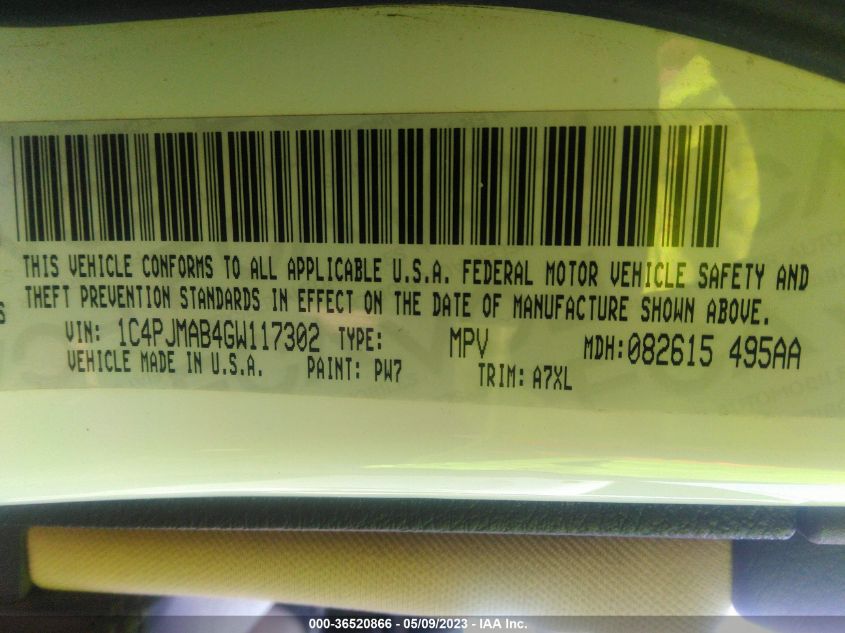 THIS VEHICLE CONFORMS TO ALL APPLICABLE U.S.A. FEDERAL MOTOR VEHICLE SAFETY AND
THEFT PREVENTION STANDARDS IN EFFECT ON THE DATE OF MANUFACTURE SHOWN ABOVE.
VIN: 1C4PJMAB4GW117302 TYPE: MPV MDH:082615 495AA
VEHICLE MADE IN U.S.A. PAINT: PW7 TRIM: A7XL
000-36520866 - 05/09/2023 - IAA Inc.